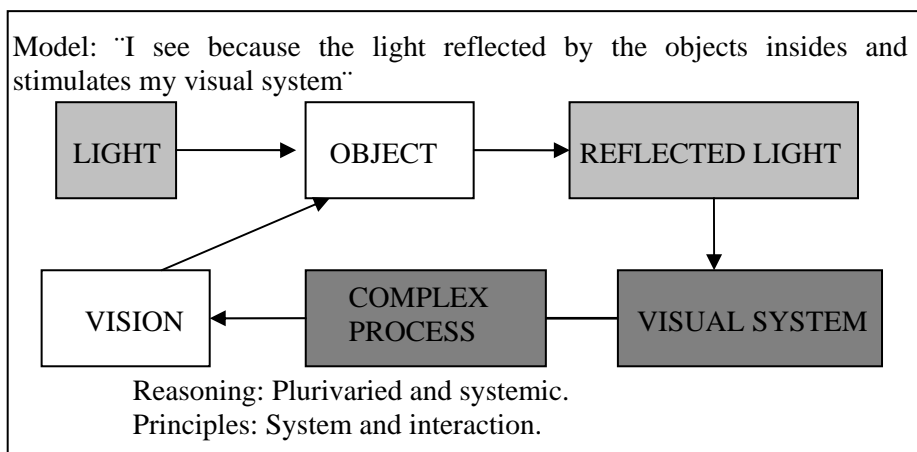 Model: ¨I see because the light reflected by the objects insides and
stimulates my visual system¨
LIGHT
OBJECT
REFLECTED LIGHT
VISION
COMPLEX
PROCESS
VISUAL SYSTEM
Reasoning: Plurivaried and systemic.
Principles: System and interaction.